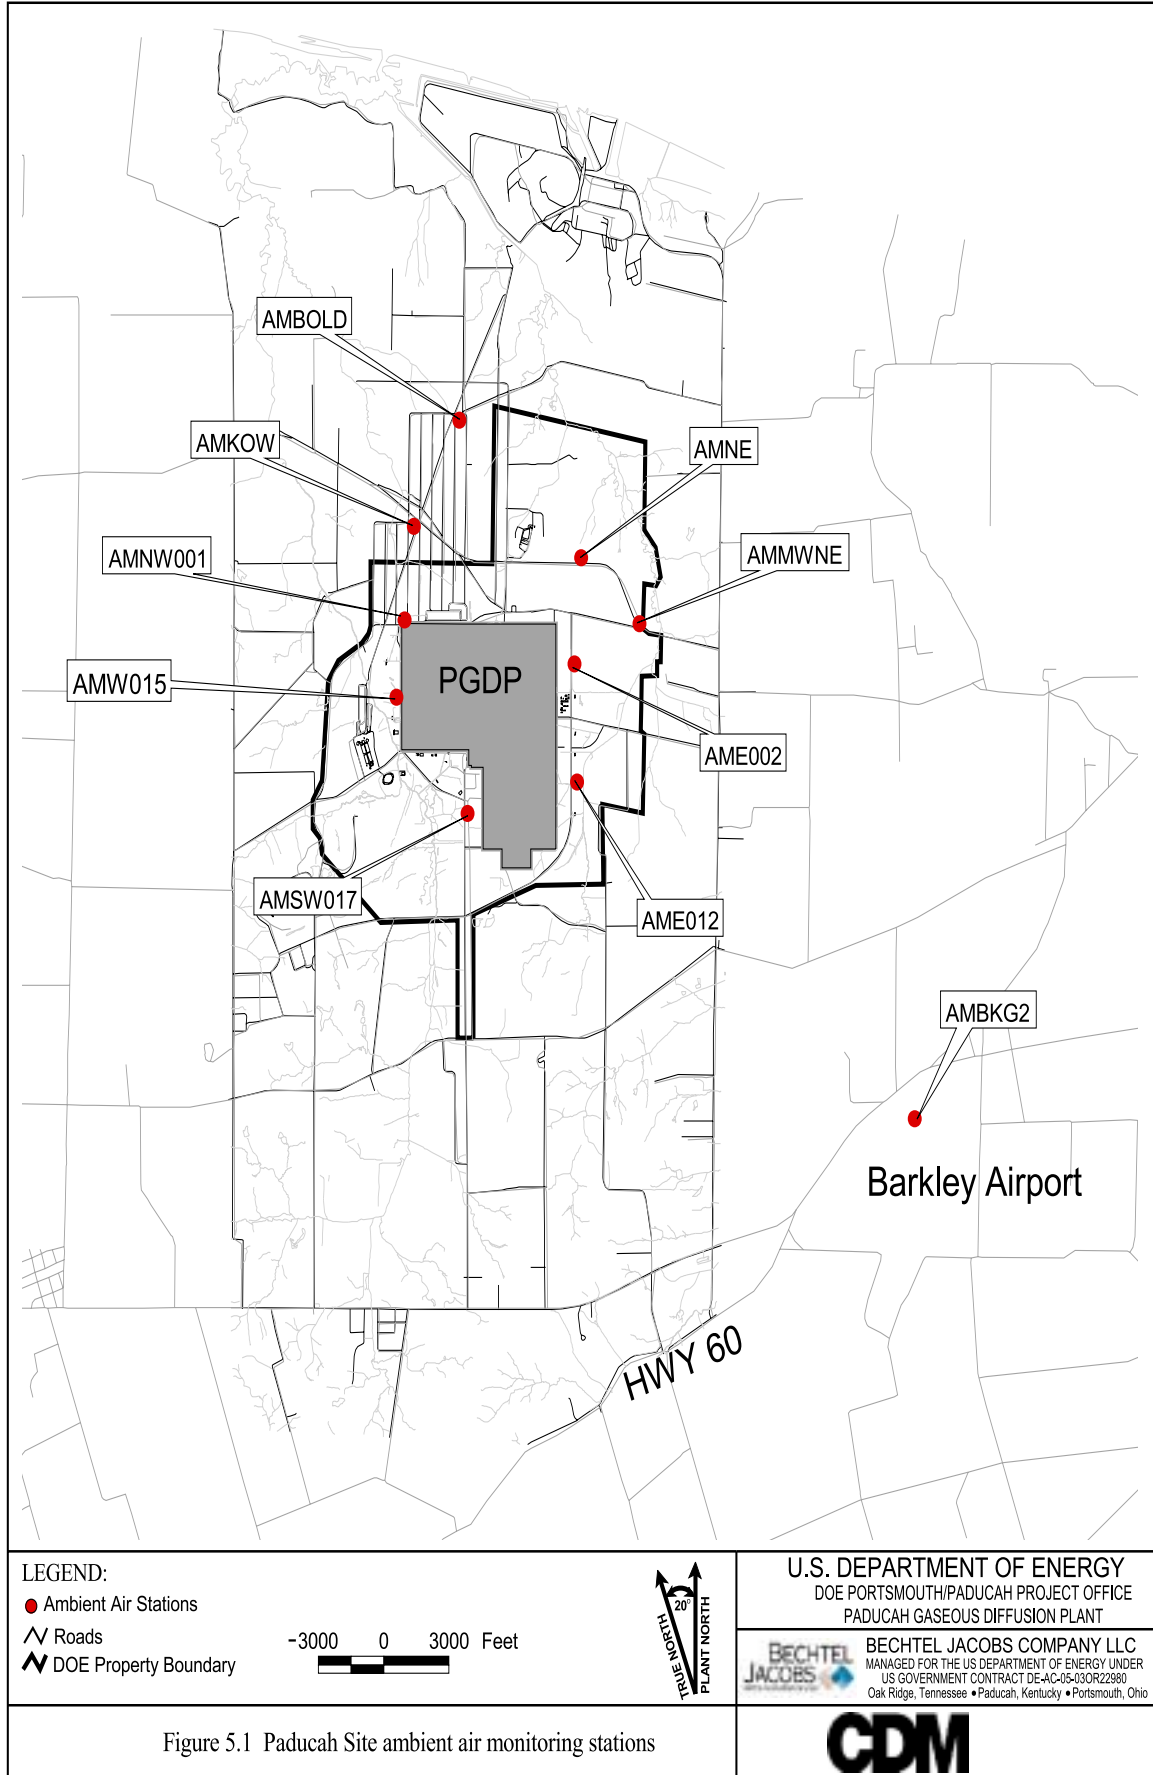 AMBOLD
AMKOW
AMNE
AMNW001
AMMWNE
AMW015
PGDP
AME002
AMSW017
AME012
AMBKG2
Barkley Airport
HWY 60
LEGEND:
Ambient Air Stations
Roads
DOE Property Boundary
-3000 0 3000 Feet
20°
TRUE NORTH
PLANT NORTH
U.S. DEPARTMENT OF ENERGY
DOE PORTSMOUTH/PADUCAH PROJECT OFFICE
PADUCAH GASEOUS DIFFUSION PLANT
BECHTEL
JACOBS
BECHTEL JACOBS COMPANY LLC
MANAGED FOR THE US DEPARTMENT OF ENERGY UNDER
US GOVERNMENT CONTRACT DE-AC-05-03OR22980
Oak Ridge, Tennessee • Paducah, Kentucky • Portsmouth, Ohio
Figure 5.1 Paducah Site ambient air monitoring stations
CDM